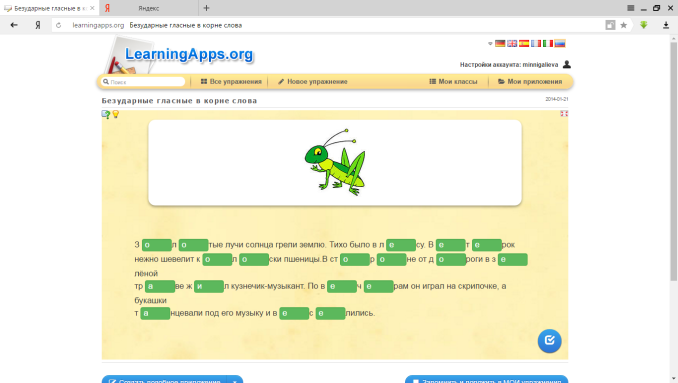 Безударные гласные в кс
Яндекс
learningapps.org Безударные гласные в корне слова
LearningApps.org
Настройки аккаунта: minnigalieva
Поиск
Все упражнения
Новое упражнение
Мои классы
Мои приложения
Безударные гласные в корне слова
2014-01-21
З о л о тые лучи солнца грели землю. Тихо было в л е су. В е т е рок
нежно шевелит к о л о ски пшеницы.В ст о р о не от д о роги в з е
лёной
тр а ве ж и л кузнечик-музыкант. По в е ч е рам он играл на скрипочке, а
букашки
т а нцевали под его музыку и в е с е лились.
Создать подобное приложение
Запомнить и положить в МОИ упражнения